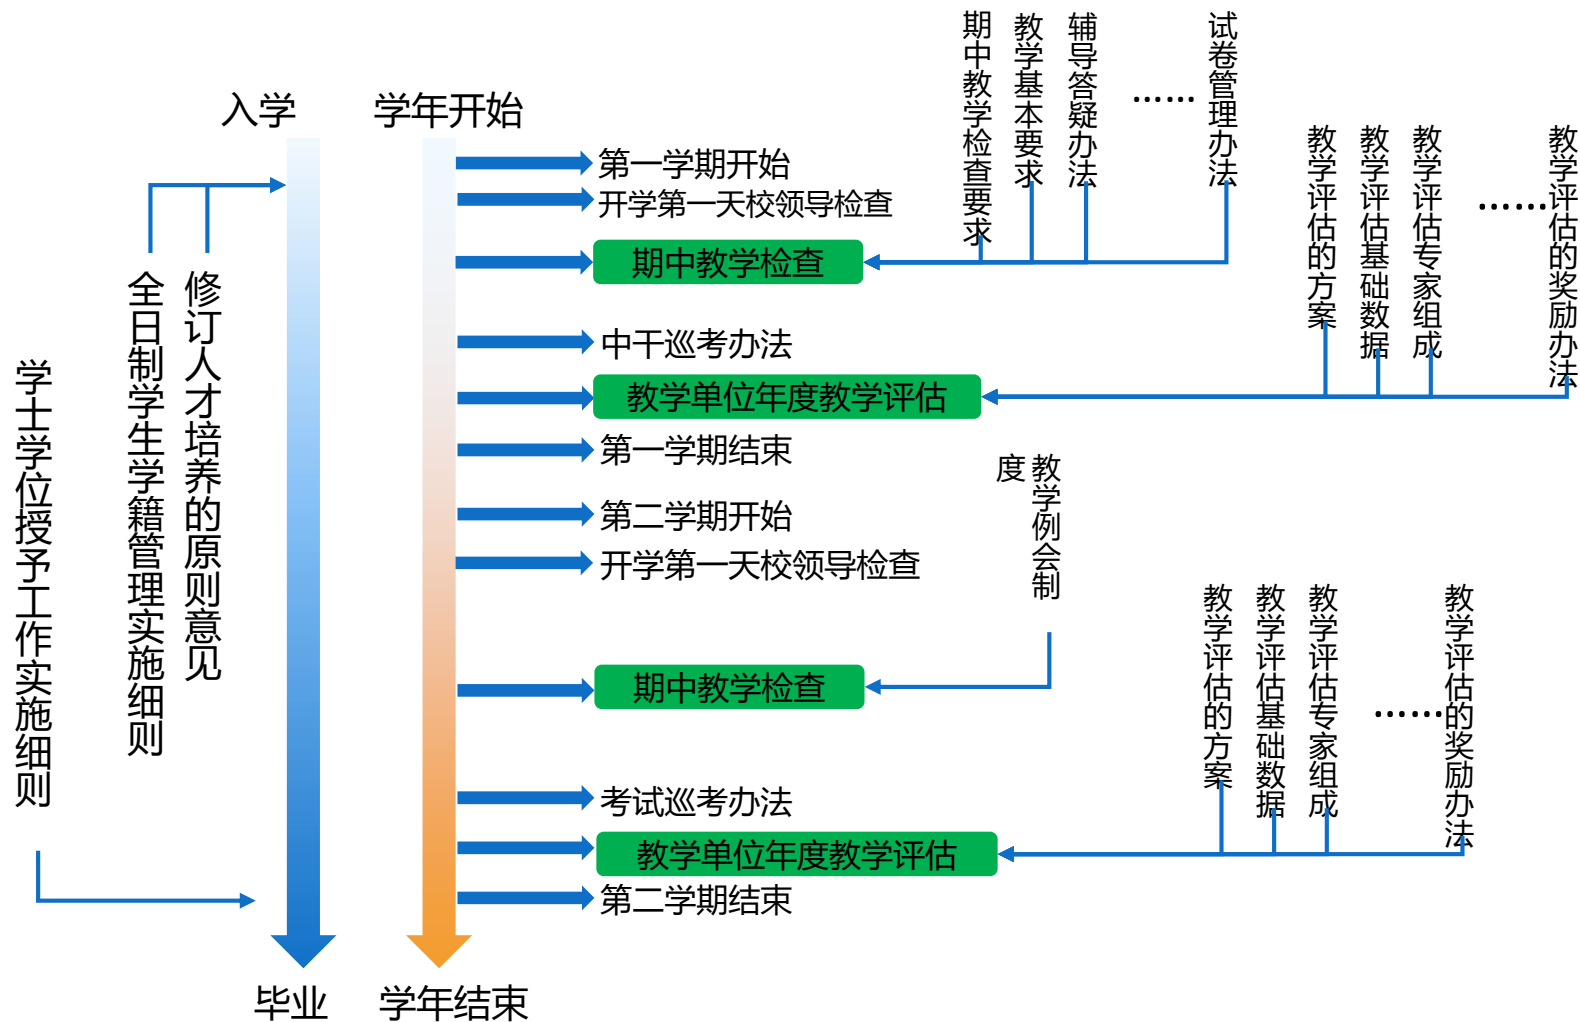 入学
学年开始
第一学期开始
开学第一天校领导检查
期中教学检查
中干巡考办法
教学单位年度教学评估
第一学期结束
第二学期开始
开学第一天校领导检查
期中教学检查
考试巡考办法
教学单位年度教学评估
第二学期结束
毕业
学年结束
学士学位授予工作实施细则
全日制学生学籍管理实施细则
修订人才培养的原则意见
期中教学检查要求
教学基本要求
辅导答疑办法
……
试卷管理办法
教学评估的方案
教学评估基础数据
教学评估专家组成
……
教学评估的奖励办法
教学例会制
度
教学评估的方案
教学评估基础数据
教学评估专家组成
……
教学评估的奖励办法